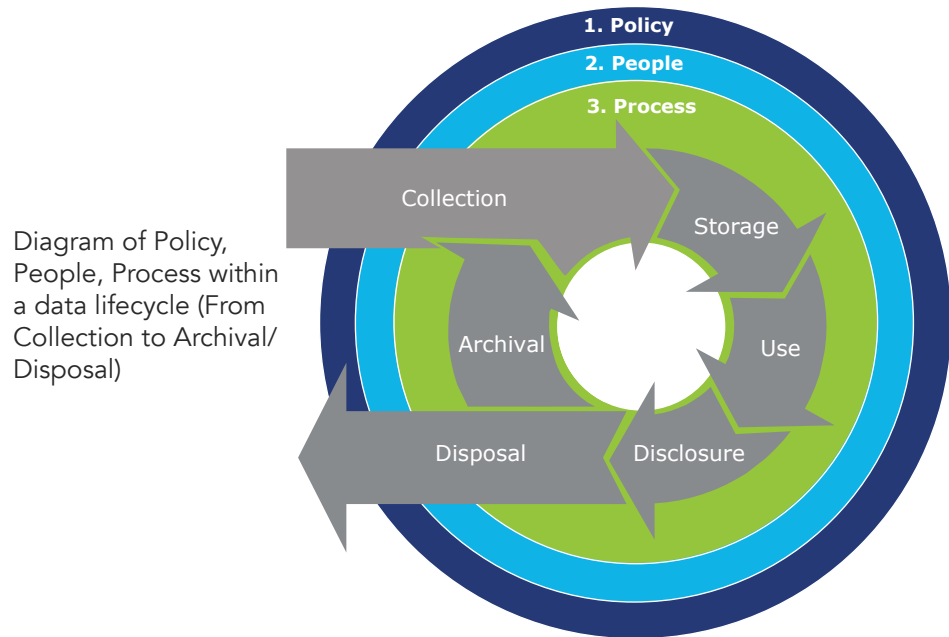 1. Policy
2. People
3. Process
Collection
Storage
Diagram of Policy,
People, Process within
a data lifecycle (From
Collection to Archival/
Disposal)
Archival
Use
Disposal
Disclosure